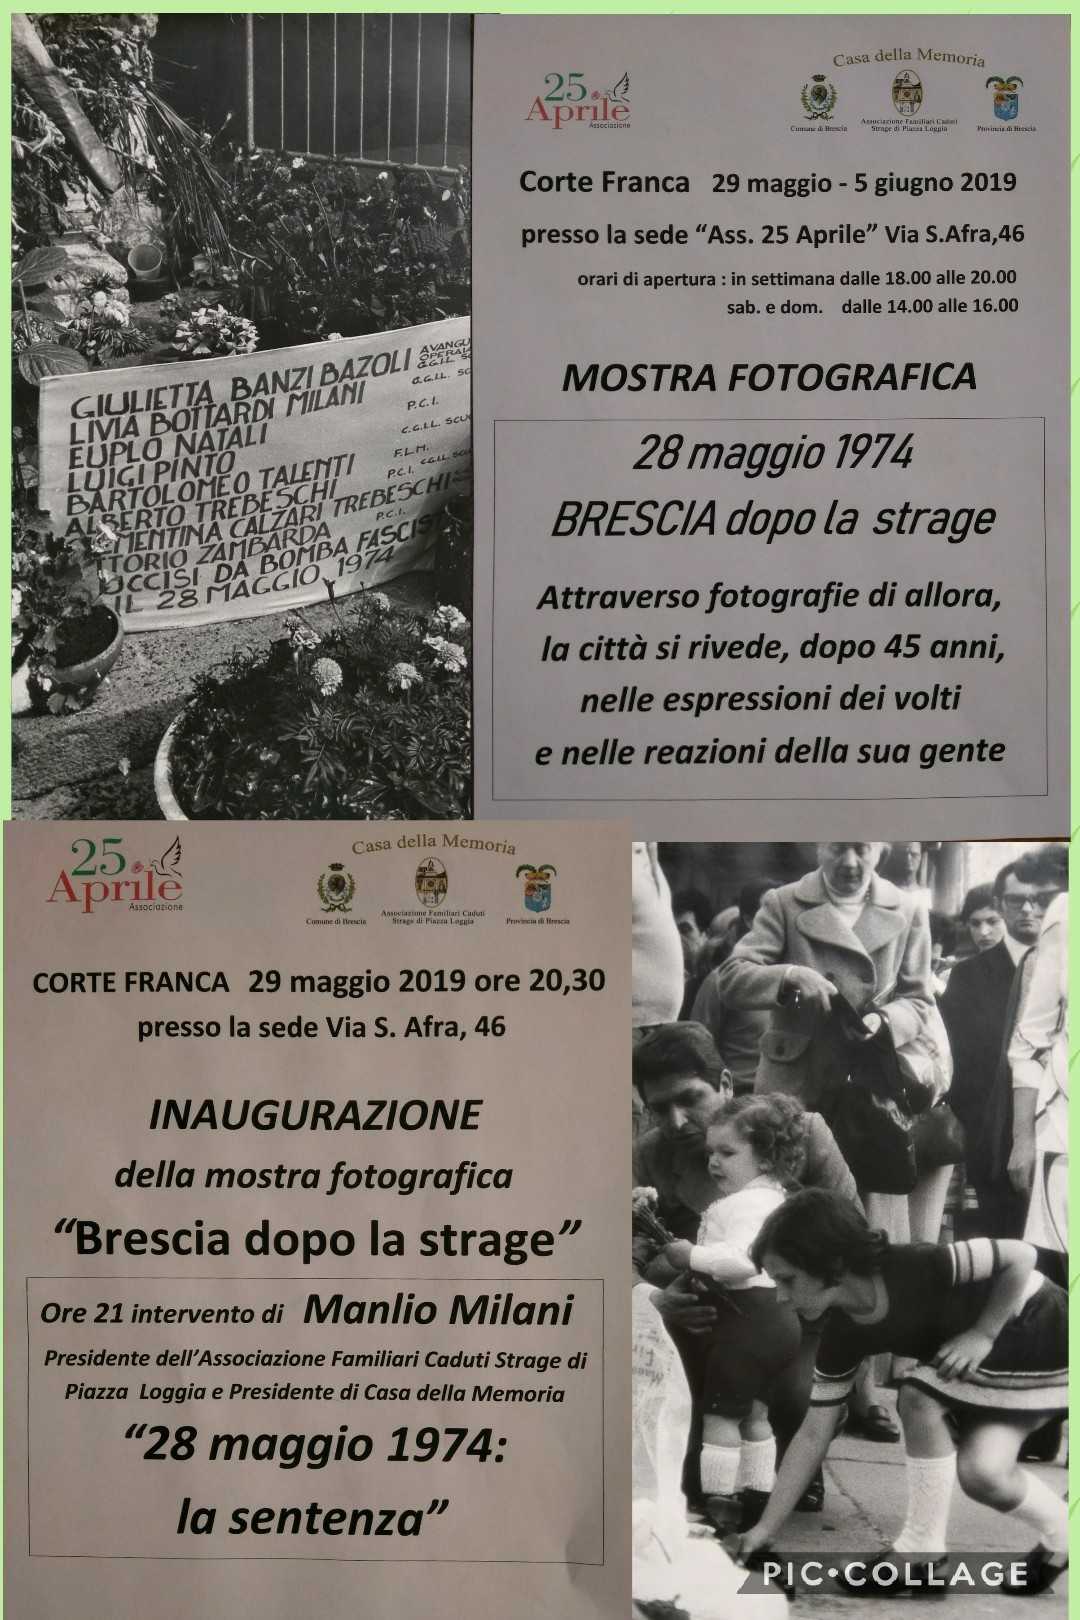 GIULIETTA BANZI BAZOLI
LIVIA BOTTARDI MILANI
EUPLO NATALI
LUIGI PINTO
BARTOLOMEO TALENTI
ALBERTO TREBESCHI
CALZARI TREBESCHI
ZAMBARDA
UCCISI DA BOMBA
IL 28 MAGGIO 1974
C.G.I.L.
P.C.I.
C.G.I.L.
F.L.M.
P.C.I.
P.C.I.
25
Aprile
Associazione
Casa della Memoria
Comune di Brescia
Associazione Familiari Caduti
Strage di Piazza Loggia
Provincia di Brescia
Corte Franca 29 maggio - 5 giugno 2019
presso la sede “Ass. 25 Aprile” Via S.Afra,46
orari di apertura : in settimana dalle 18.00 alle 20.00
sab. e dom. dalle 14.00 alle 16.00
MOSTRA FOTOGRAFICA
28 maggio 1974
BRESCIA dopo la strage
Attraverso fotografie di allora,
la città si rivede, dopo 45 anni,
nelle espressioni dei volti
e nelle reazioni della sua gente
25
Aprile
Associazione
Casa della Memoria
Comune di Brescia
Associazione Familiari Caduti
Strage di Piazza Loggia
Provincia di Brescia
CORTE FRANCA 29 maggio 2019 ore 20,30
presso la sede Via S. Afra, 46
INAUGURAZIONE
della mostra fotografica
“Brescia dopo la strage”
Ore 21 intervento di Manlio Milani
Presidente dell’Associazione Familiari Caduti Strage di
Piazza Loggia e Presidente di Casa della Memoria
“28 maggio 1974:
la sentenza”
PIC•COLLAGE